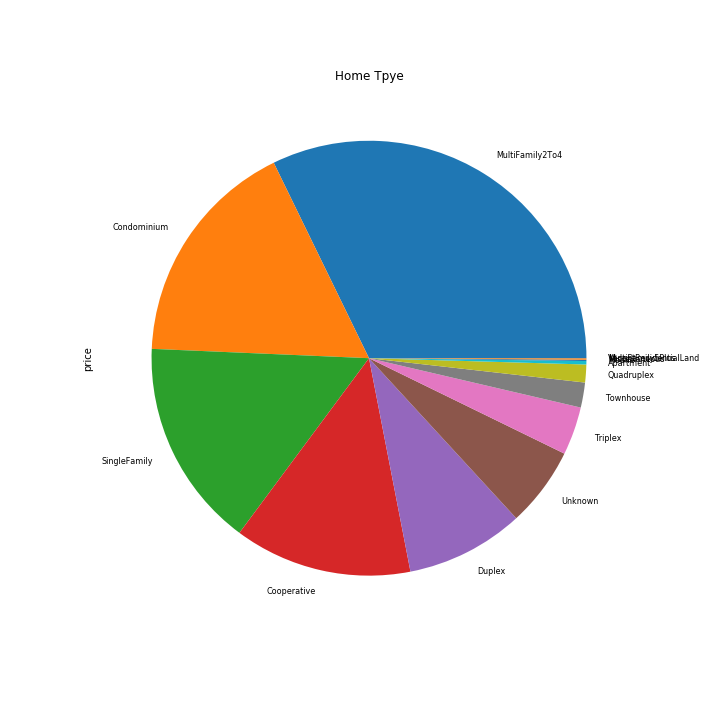 Home Tpye
MultiFamily2To4
Condominium
price
Apartment
Quadruplex
Townhouse
Triplex
SingleFamily
Unknown
Duplex
Cooperative